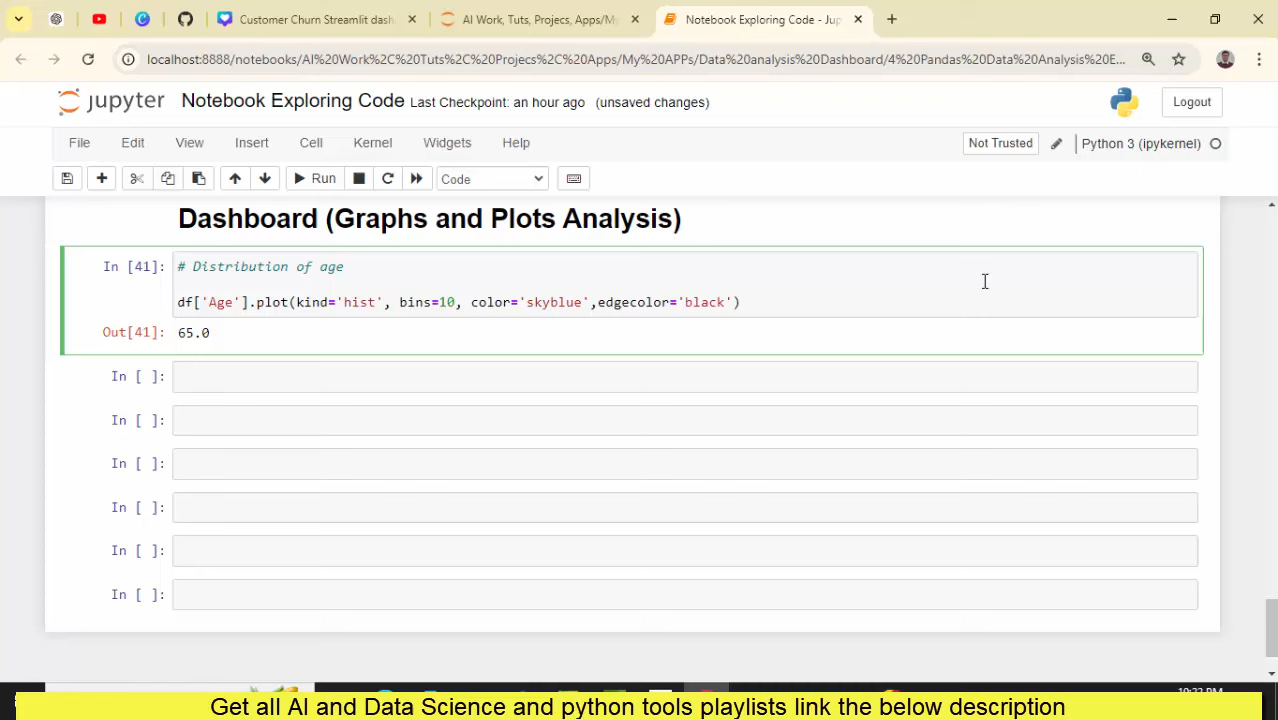 Customer Churn Streamlit dash
AI Work, Tuts, Projecs, Apps/My
Notebook Exploring Code - Jup
localhost:8888/notebooks/AI%20Work%2C%20Tuts%2C%20Projecs%2C%20Apps/My%20APPs/Data%20analysis%20Dashboard/4%20Pandas%20Data%20Analysis%20E...
jupyter Notebook Exploring Code Last Checkpoint: an hour ago (unsaved changes) Logout
File Edit View Insert Cell Kernel Widgets Help Not Trusted Python 3 (ipykernel)
Run Code
Dashboard (Graphs and Plots Analysis)
In [41]: # Distribution of age
df['Age'].plot(kind='hist', bins=10, color='skyblue',edgecolor='black')
Out[41]: 65.0
In [ ]:
In [ ]:
In [ ]:
In [ ]:
In [ ]:
In [ ]:
Get all AI and Data Science and python tools playlists link the below description